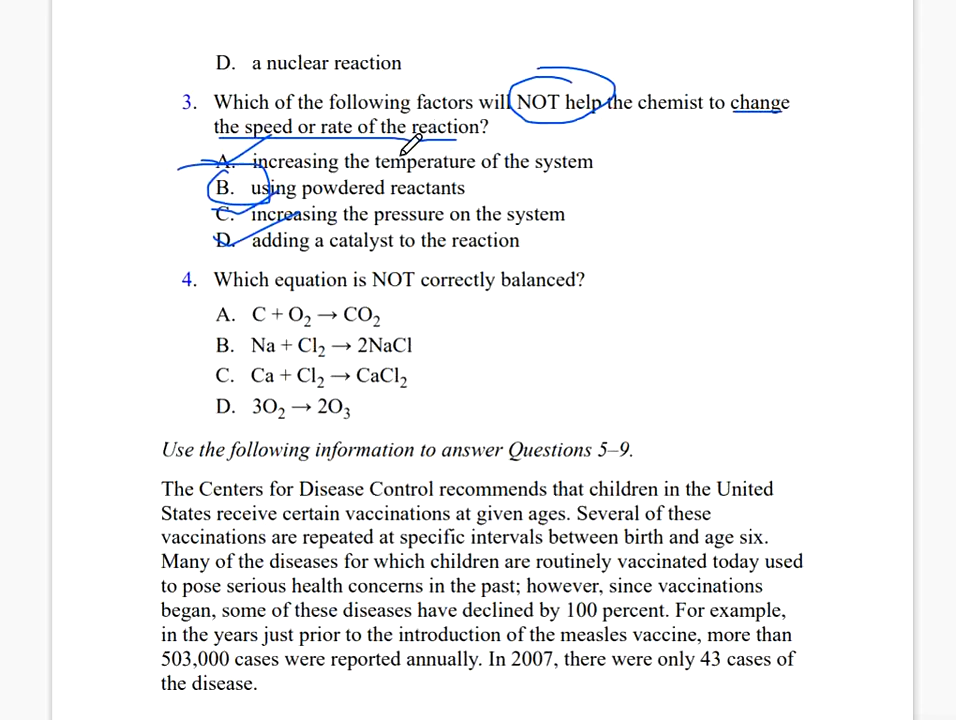 D. a nuclear reaction
3. Which of the following factors will NOT help the chemist to change
the speed or rate of the reaction?
A. increasing the temperature of the system
B. using powdered reactants
C. increasing the pressure on the system
D. adding a catalyst to the reaction
4. Which equation is NOT correctly balanced?
A. C + O₂ → CO₂
B. Na + Cl₂ → 2NaCl
C. Ca + Cl₂ → CaCl₂
D. 3O₂ → 2O₃
Use the following information to answer Questions 5–9.
The Centers for Disease Control recommends that children in the United
States receive certain vaccinations at given ages. Several of these
vaccinations are repeated at specific intervals between birth and age six.
Many of the diseases for which children are routinely vaccinated today used
to pose serious health concerns in the past; however, since vaccinations
began, some of these diseases have declined by 100 percent. For example,
in the years just prior to the introduction of the measles vaccine, more than
503,000 cases were reported annually. In 2007, there were only 43 cases of
the disease.